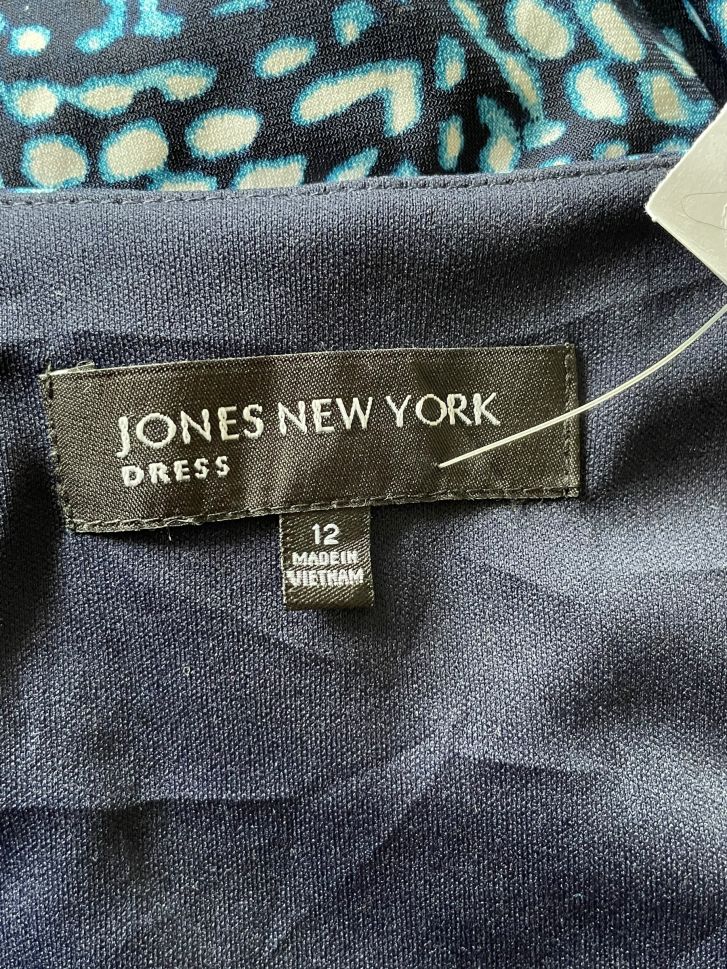 JONES NEW YORK
DRESS
12
MADE IN
VIETNAM